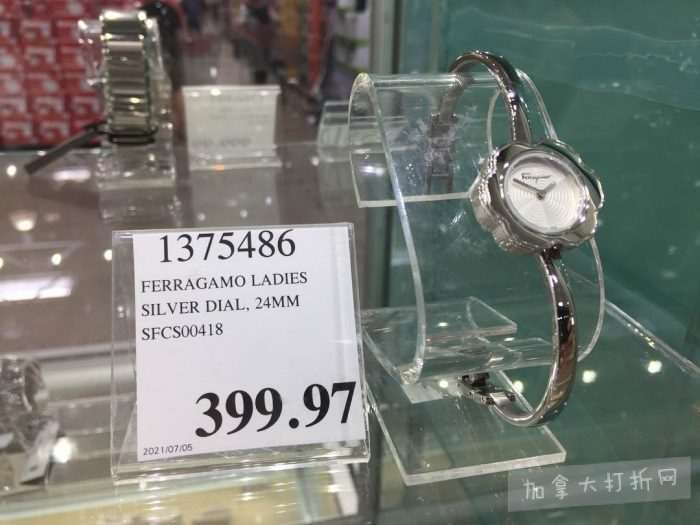 1375486
FERRAGAMO LADIES
SILVER DIAL, 24MM
SFCS00418
399.97
2021/07/05
Ferragamo
加拿大打折网